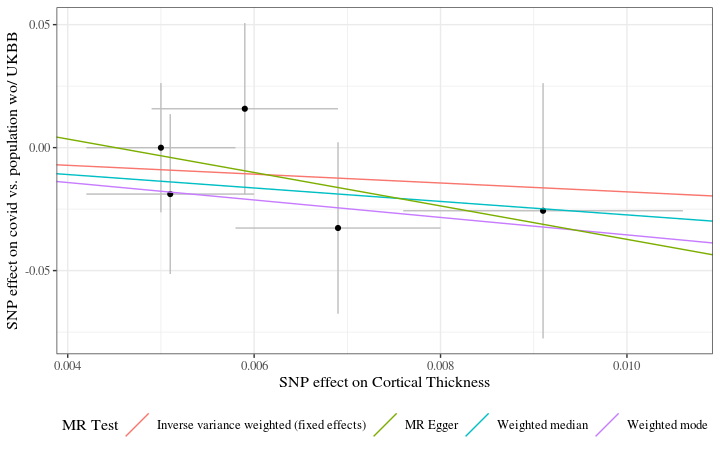 SNP effect on covid vs. population wo/ UKBB
0.05
0.00
-0.05
0.004
0.006
0.008
0.010
SNP effect on Cortical Thickness
MR Test
Inverse variance weighted (fixed effects)
MR Egger
Weighted median
Weighted mode